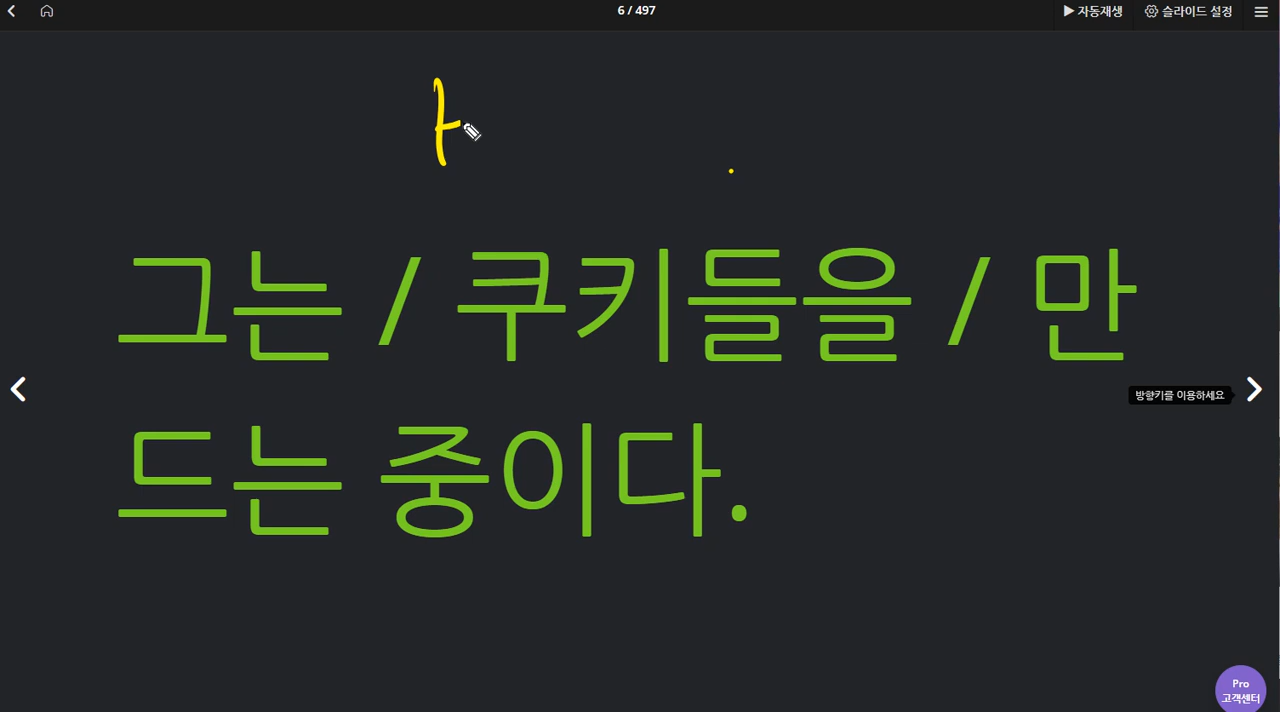 6 / 497
▶ 자동재생
슬라이드 설정
ㅏ
그는 / 쿠키들을 / 만
드는 중이다.
방향키를 이용하세요
Pro
고객센터